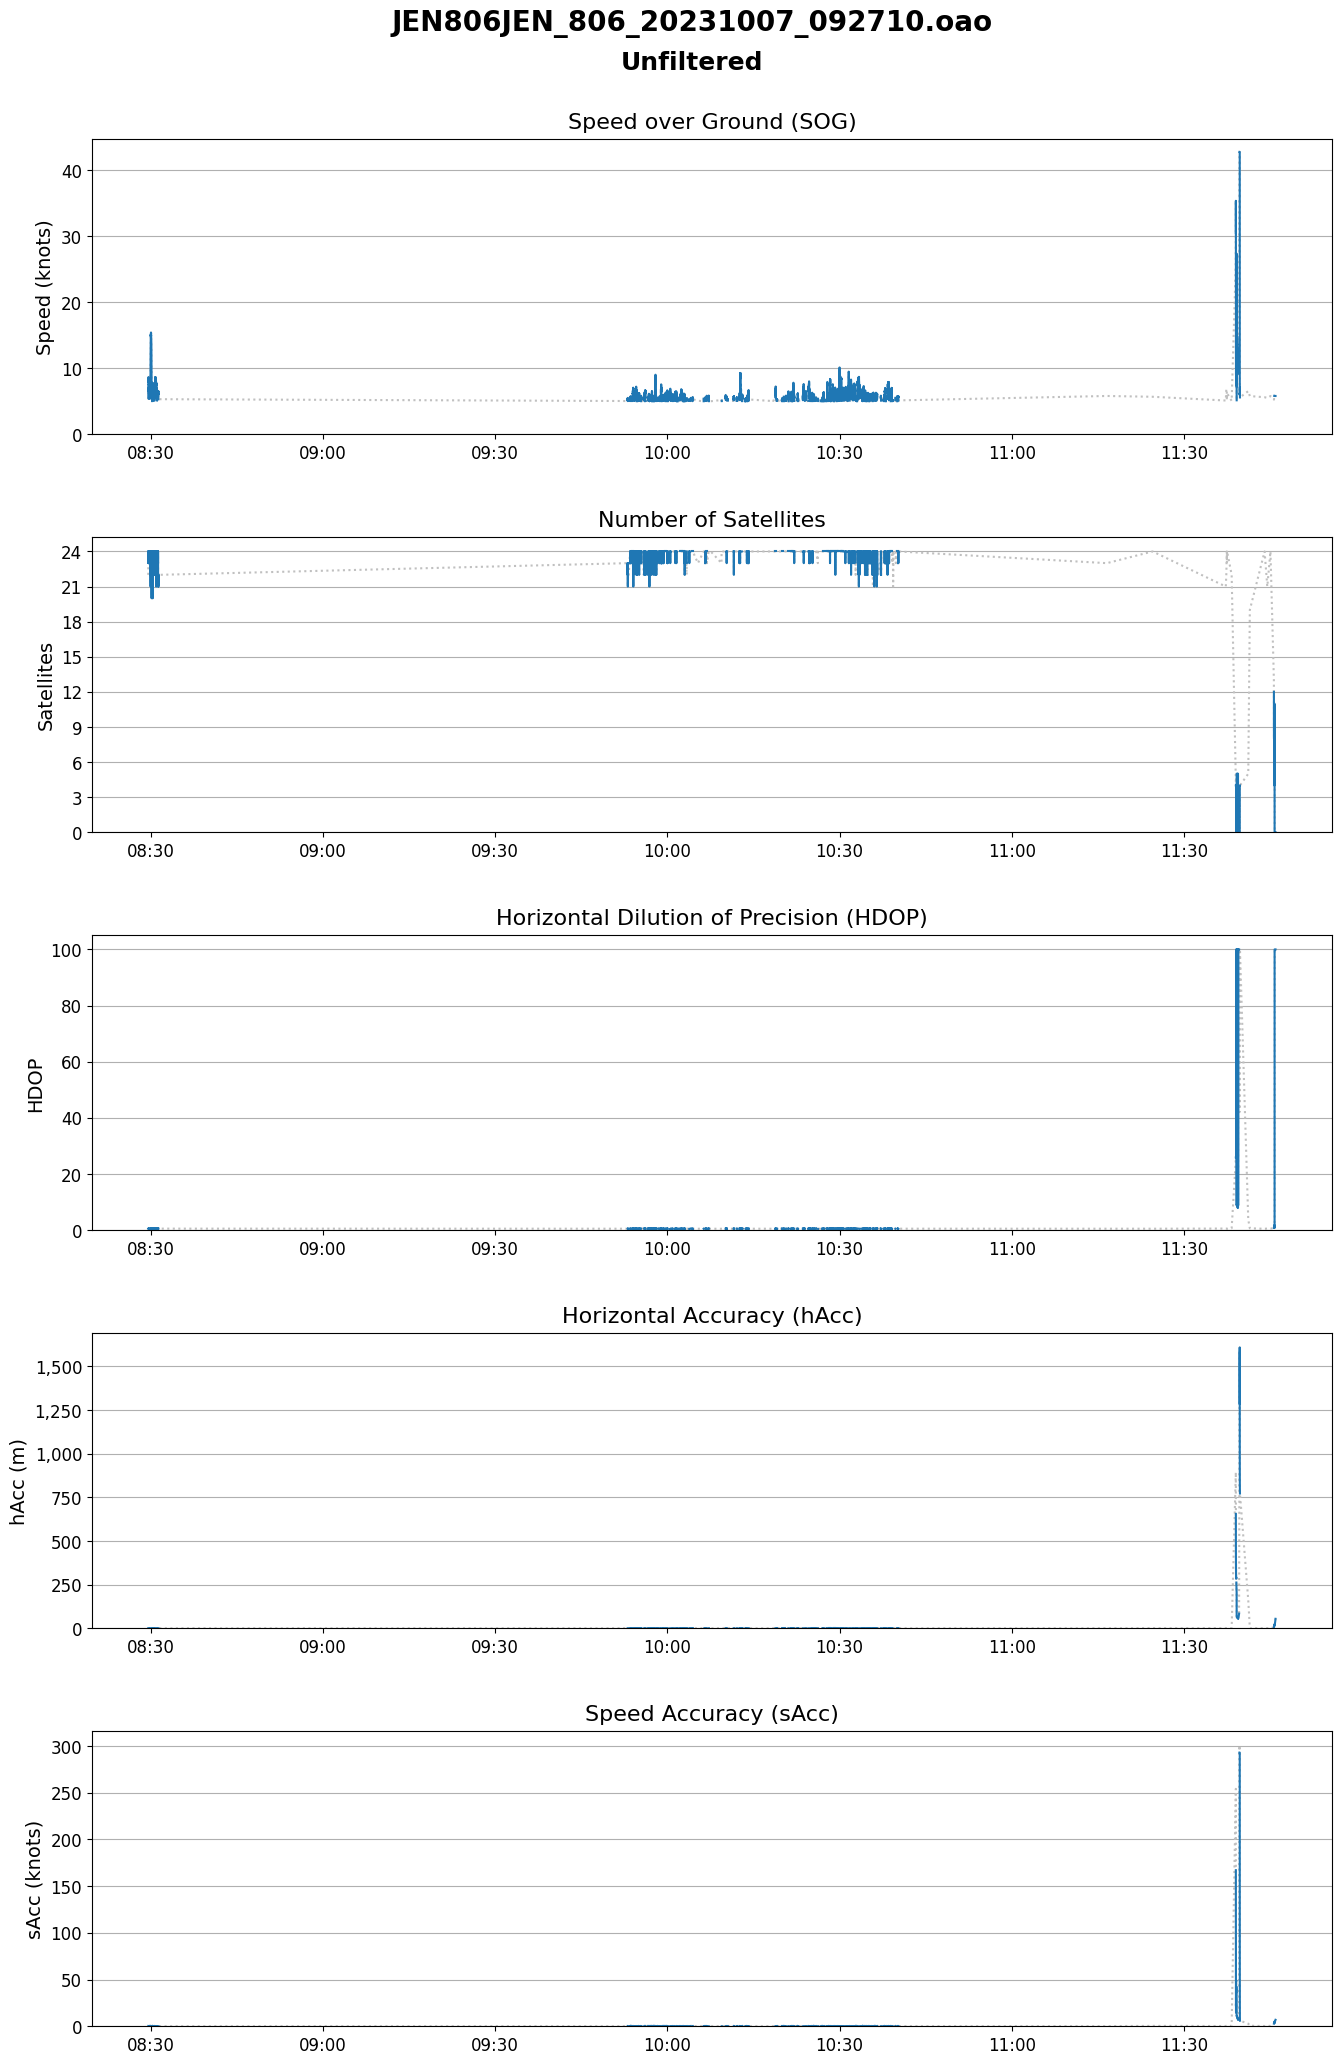 JEN806JEN_806_20231007_092710.oao
Unfiltered
Speed over Ground (SOG)
Speed (knots)
40
30
20
10
0
08:30 09:00 09:30 10:00 10:30 11:00 11:30
Number of Satellites
Satellites
24
21
18
15
12
9
6
3
0
08:30 09:00 09:30 10:00 10:30 11:00 11:30
Horizontal Dilution of Precision (HDOP)
HDOP
100
80
60
40
20
0
08:30 09:00 09:30 10:00 10:30 11:00 11:30
Horizontal Accuracy (hAcc)
hAcc (m)
1,500
1,250
1,000
750
500
250
0
08:30 09:00 09:30 10:00 10:30 11:00 11:30
Speed Accuracy (sAcc)
sAcc (knots)
300
250
200
150
100
50
0
08:30 09:00 09:30 10:00 10:30 11:00 11:30